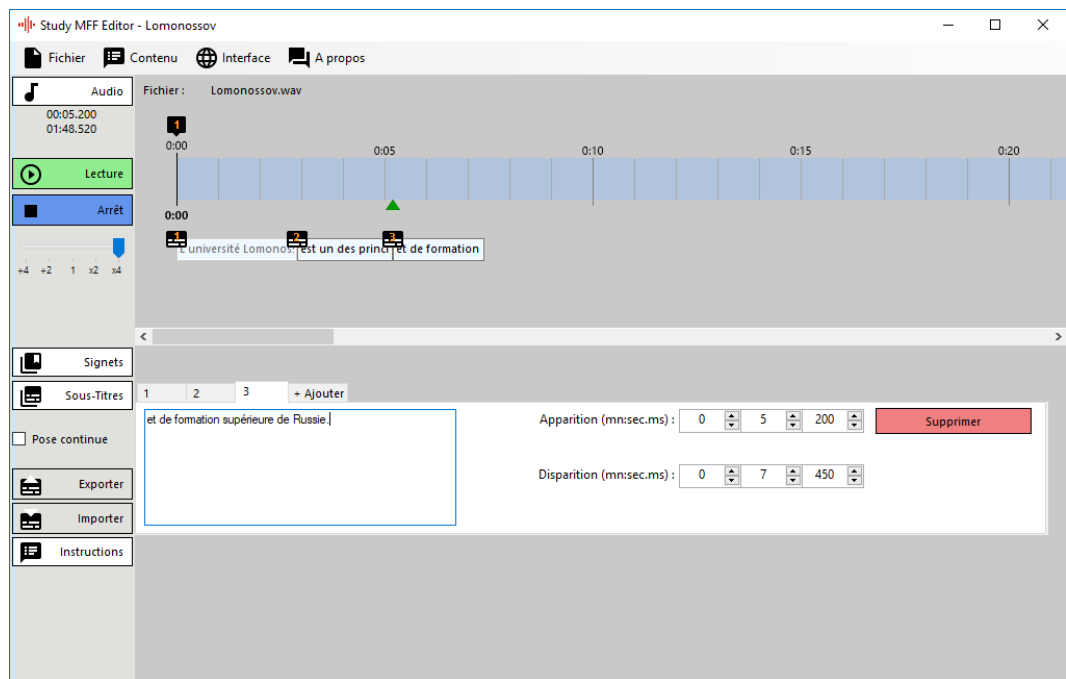 Study MFF Editor - Lomonossov
Fichier Contenu Interface A propos
Audio
00:05.200
01:48.520
Lecture
Arrêt
÷4 ÷2 1 x2 x4
Fichier : Lomonossov.wav
1
0:00 0:05 0:10 0:15 0:20
0:00
1 2 3
L'université Lomonos est un des princi et de formation
Signets
Sous-Titres
Pose continue
Exporter
Importer
Instructions
1 2 3 + Ajouter
et de formation supérieure de Russie.
Apparition (mn:sec.ms) : 0 5 200 Supprimer
Disparition (mn:sec.ms) : 0 7 450